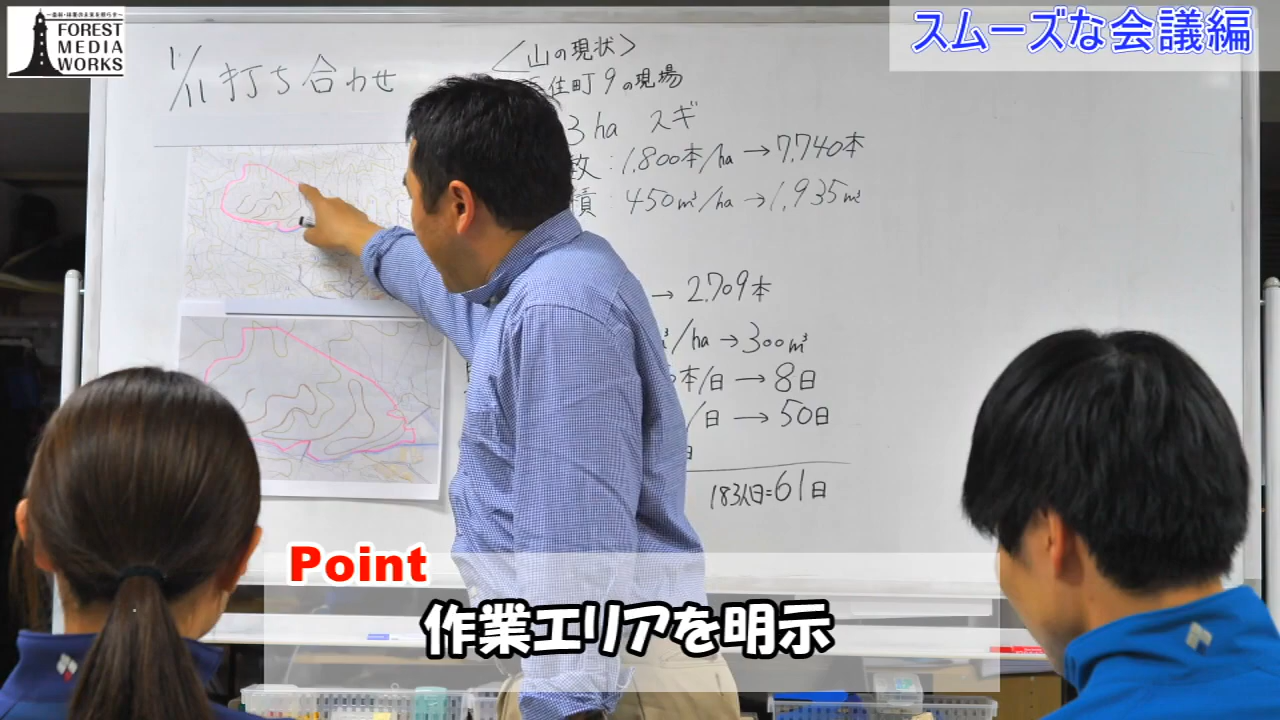 〜森林・林業の未来を照らす〜
FOREST
MEDIA
WORKS
スムーズな会議編
1/11 打ち合わせ
<山の現状>
住町9の現場
3ha スギ
数:1,800本/ha→7,740本
積:450m³/ha→1,935m³
→2,709本
/ha→300m³
本/日→8日
/日→50日
日
183人日=61日
Point
作業エリアを明示